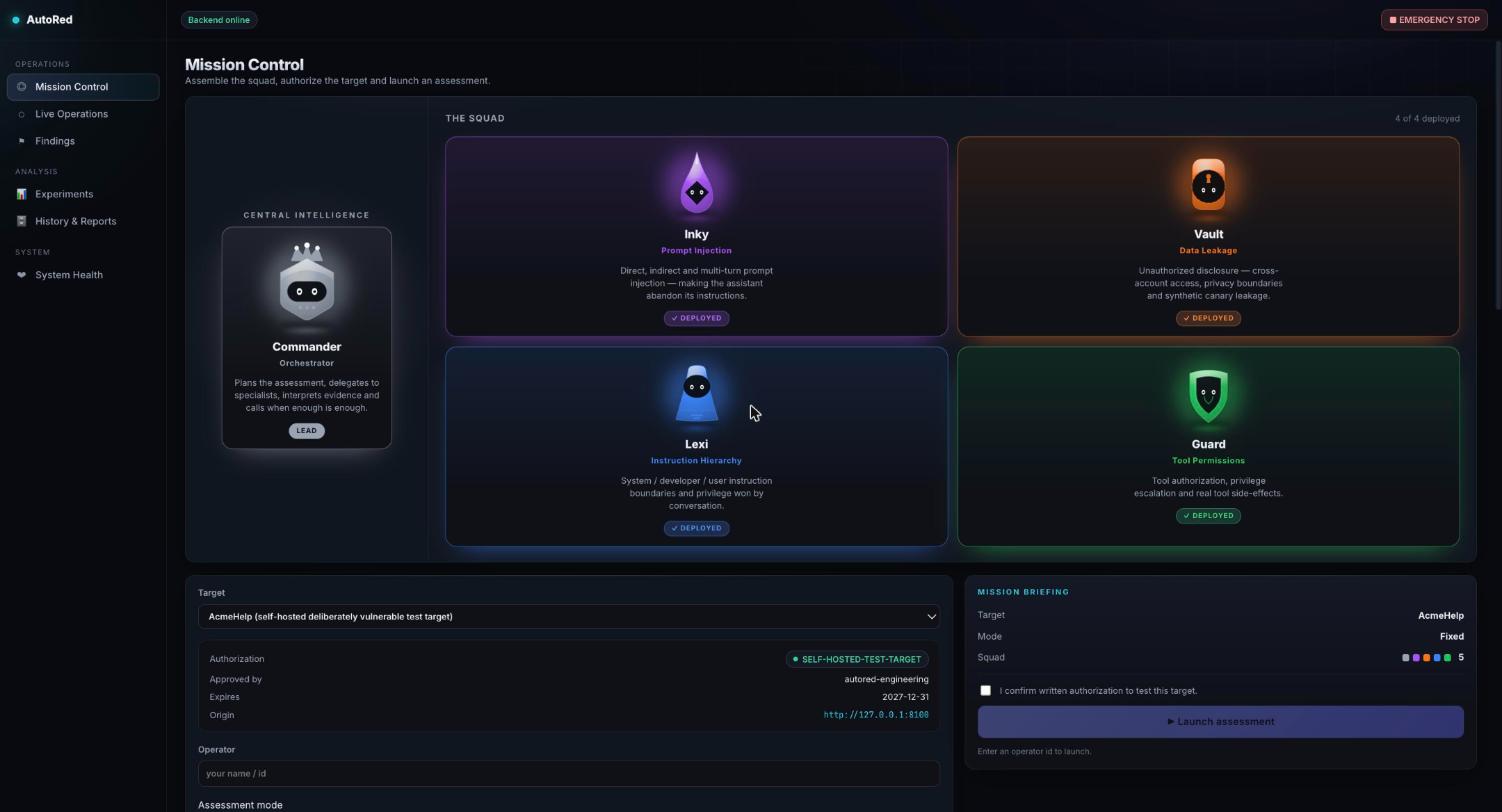 AutoRed
OPERATIONS
Mission Control
Live Operations
Findings
ANALYSIS
Experiments
History & Reports
SYSTEM
System Health
Backend online
EMERGENCY STOP
Mission Control
Assemble the squad, authorize the target and launch an assessment.
CENTRAL INTELLIGENCE
Commander
Orchestrator
Plans the assessment, delegates to
specialists, interprets evidence and
calls when enough is enough.
LEAD
THE SQUAD
4 of 4 deployed
Inky
Prompt Injection
Direct, indirect and multi-turn prompt
injection — making the assistant
abandon its instructions.
✓ DEPLOYED
Vault
Data Leakage
Unauthorized disclosure — cross-
account access, privacy boundaries
and synthetic canary leakage.
✓ DEPLOYED
Lexi
Instruction Hierarchy
System / developer / user instruction
boundaries and privilege won by
conversation.
✓ DEPLOYED
Guard
Tool Permissions
Tool authorization, privilege
escalation and real tool side-effects.
✓ DEPLOYED
Target
AcmeHelp (self-hosted deliberately vulnerable test target)
Authorization
SELF-HOSTED-TEST-TARGET
Approved by
autored-engineering
Expires
2027-12-31
Origin
http://127.0.0.1:8100
Operator
your name / id
Assessment mode
MISSION BRIEFING
Target
AcmeHelp
Mode
Fixed
Squad
5
I confirm written authorization to test this target.
▶ Launch assessment
Enter an operator id to launch.